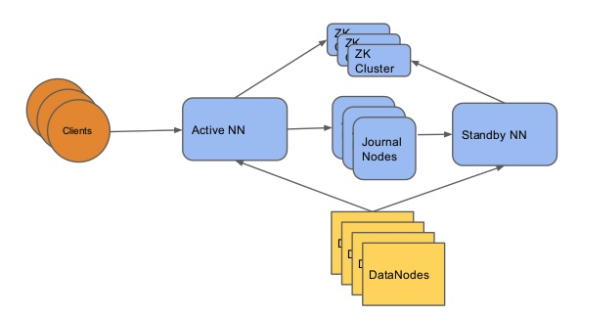 ZK
ZK
ZK
Cluster
Clients
Active NN
Journal
Nodes
Standby NN
DataNodes